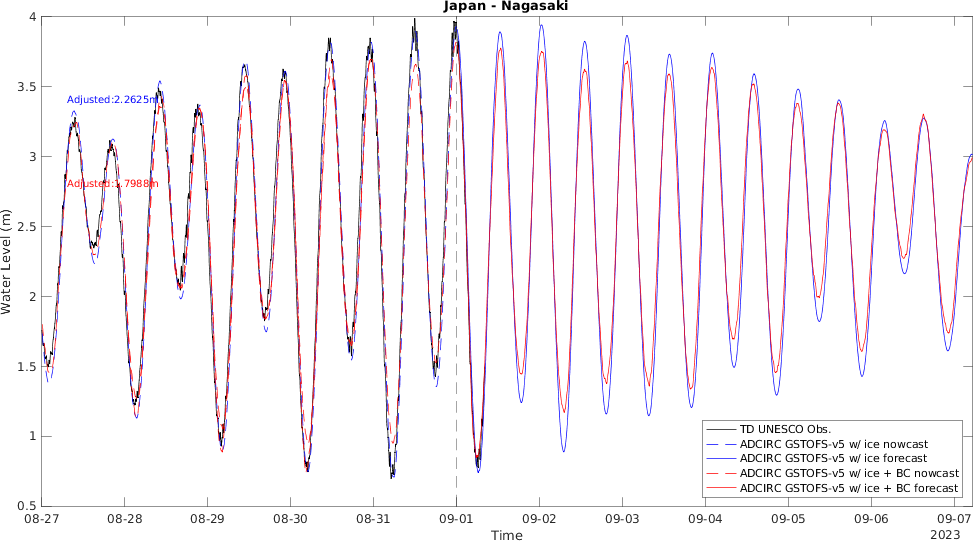 Japan - Nagasaki
4
3.5
3
2.5
2
1.5
1
0.5
Water Level (m)
Adjusted:2.2625m
Adjusted:1.7988m
TD UNESCO Obs.
ADCIRC GSTOFS-v5 w/ ice nowcast
ADCIRC GSTOFS-v5 w/ ice forecast
ADCIRC GSTOFS-v5 w/ ice + BC nowcast
ADCIRC GSTOFS-v5 w/ ice + BC forecast
08-27 08-28 08-29 08-30 08-31 09-01 09-02 09-03 09-04 09-05 09-06 09-07
Time
2023